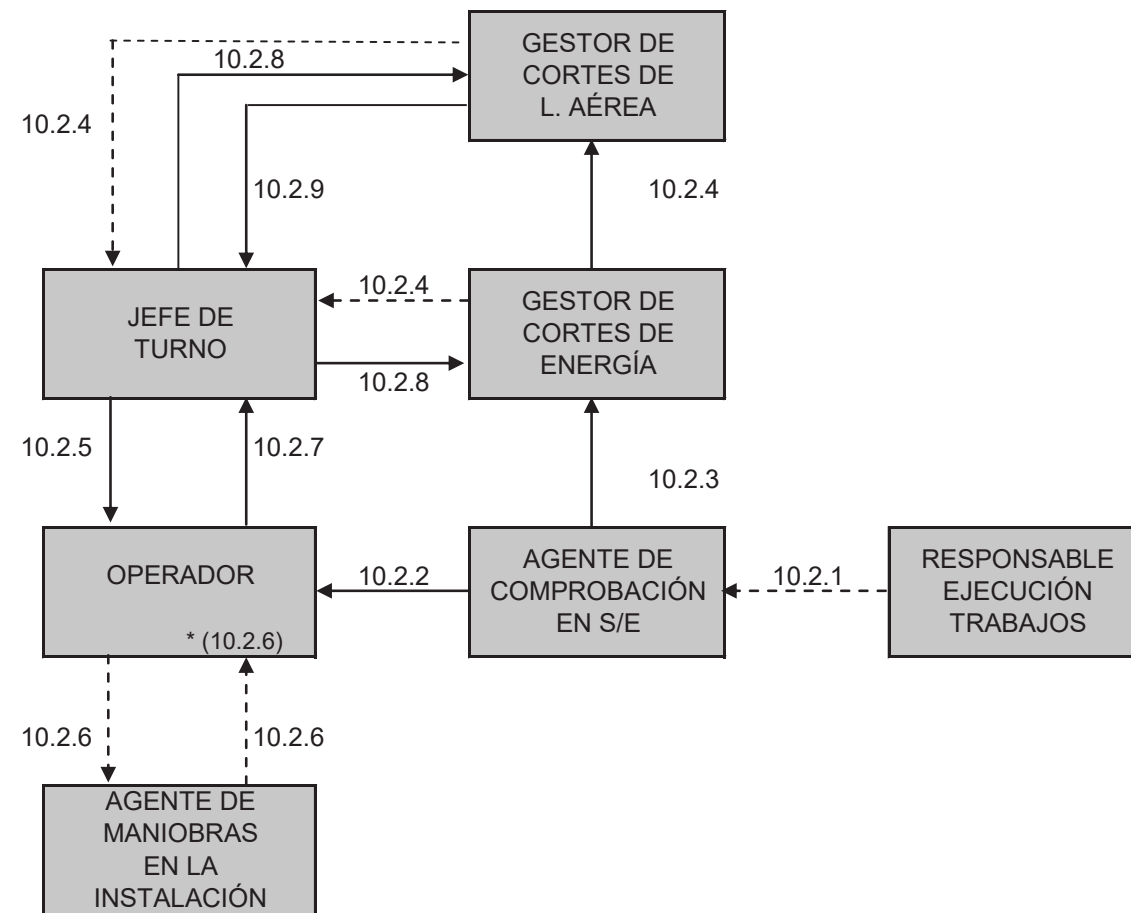 GESTOR DE
CORTES DE
L. AÉREA
10.2.8
10.2.4
10.2.9
10.2.4
JEFE DE
TURNO
10.2.4
GESTOR DE
CORTES DE
ENERGÍA
10.2.8
10.2.5
10.2.7
10.2.3
OPERADOR
* (10.2.6)
10.2.2
AGENTE DE
COMPROBACIÓN
EN S/E
10.2.1
RESPONSABLE
EJECUCIÓN
TRABAJOS
10.2.6
10.2.6
AGENTE DE
MANIOBRAS
EN LA
INSTALACIÓN